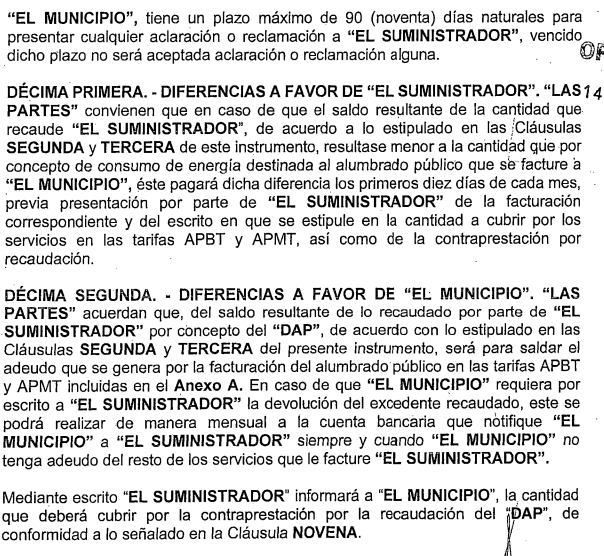 "EL MUNICIPIO", tiene un plazo máximo de 90 (noventa) días naturales para
presentar cualquier aclaración o reclamación a "EL SUMINISTRADOR", vencido
dicho plazo no será aceptada aclaración o reclamación alguna.
DÉCIMA PRIMERA. - DIFERENCIAS A FAVOR DE "EL SUMINISTRADOR". "LAS
PARTES" convienen que en caso de que el saldo resultante de la cantidad que
recaude "EL SUMINISTRADOR", de acuerdo a lo estipulado en las Cláusulas
SEGUNDA y TERCERA de este instrumento, resultase menor a la cantidad que por
concepto de consumo de energía destinada al alumbrado público que se facture a
"EL MUNICIPIO", éste pagará dicha diferencia los primeros diez días de cada mes,
previa presentación por parte de "EL SUMINISTRADOR" de la facturación
correspondiente y del escrito en que se estipule en la cantidad a cubrir por los
servicios en las tarifas APBT y APMT, así como de la contraprestación por
recaudación.
DÉCIMA SEGUNDA. - DIFERENCIAS A FAVOR DE "EL MUNICIPIO". "LAS
PARTES" acuerdan que, del saldo resultante de lo recaudado por parte de "EL
SUMINISTRADOR" por concepto del "DAP", de acuerdo con lo estipulado en las
Cláusulas SEGUNDA y TERCERA del presente instrumento, será para saldar el
adeudo que se genera por la facturación del alumbrado público en las tarifas APBT
y APMT incluidas en el Anexo A. En caso de que "EL MUNICIPIO" requiera por
escrito a "EL SUMINISTRADOR" la devolución del excedente recaudado, este se
podrá realizar de manera mensual a la cuenta bancaria que notifique "EL
MUNICIPIO" a "EL SUMINISTRADOR" siempre y cuando "EL MUNICIPIO" no
tenga adeudo del resto de los servicios que le facture "EL SUMINISTRADOR".
Mediante escrito "EL SUMINISTRADOR" informará a "EL MUNICIPIO", la cantidad
que deberá cubrir por la contraprestación por la recaudación del "DAP", de
conformidad a lo señalado en la Cláusula NOVENA.
14